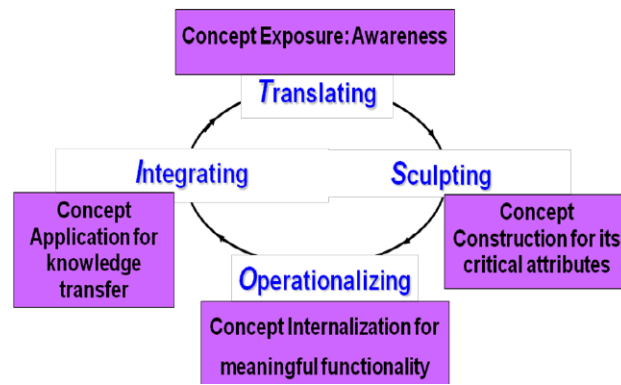 Concept Exposure: Awareness
Translating
Integrating
Sculpting
Concept
Application for
knowledge
transfer
Concept
Construction for its
critical attributes
Operationalizing
Concept Internalization for
meaningful functionality